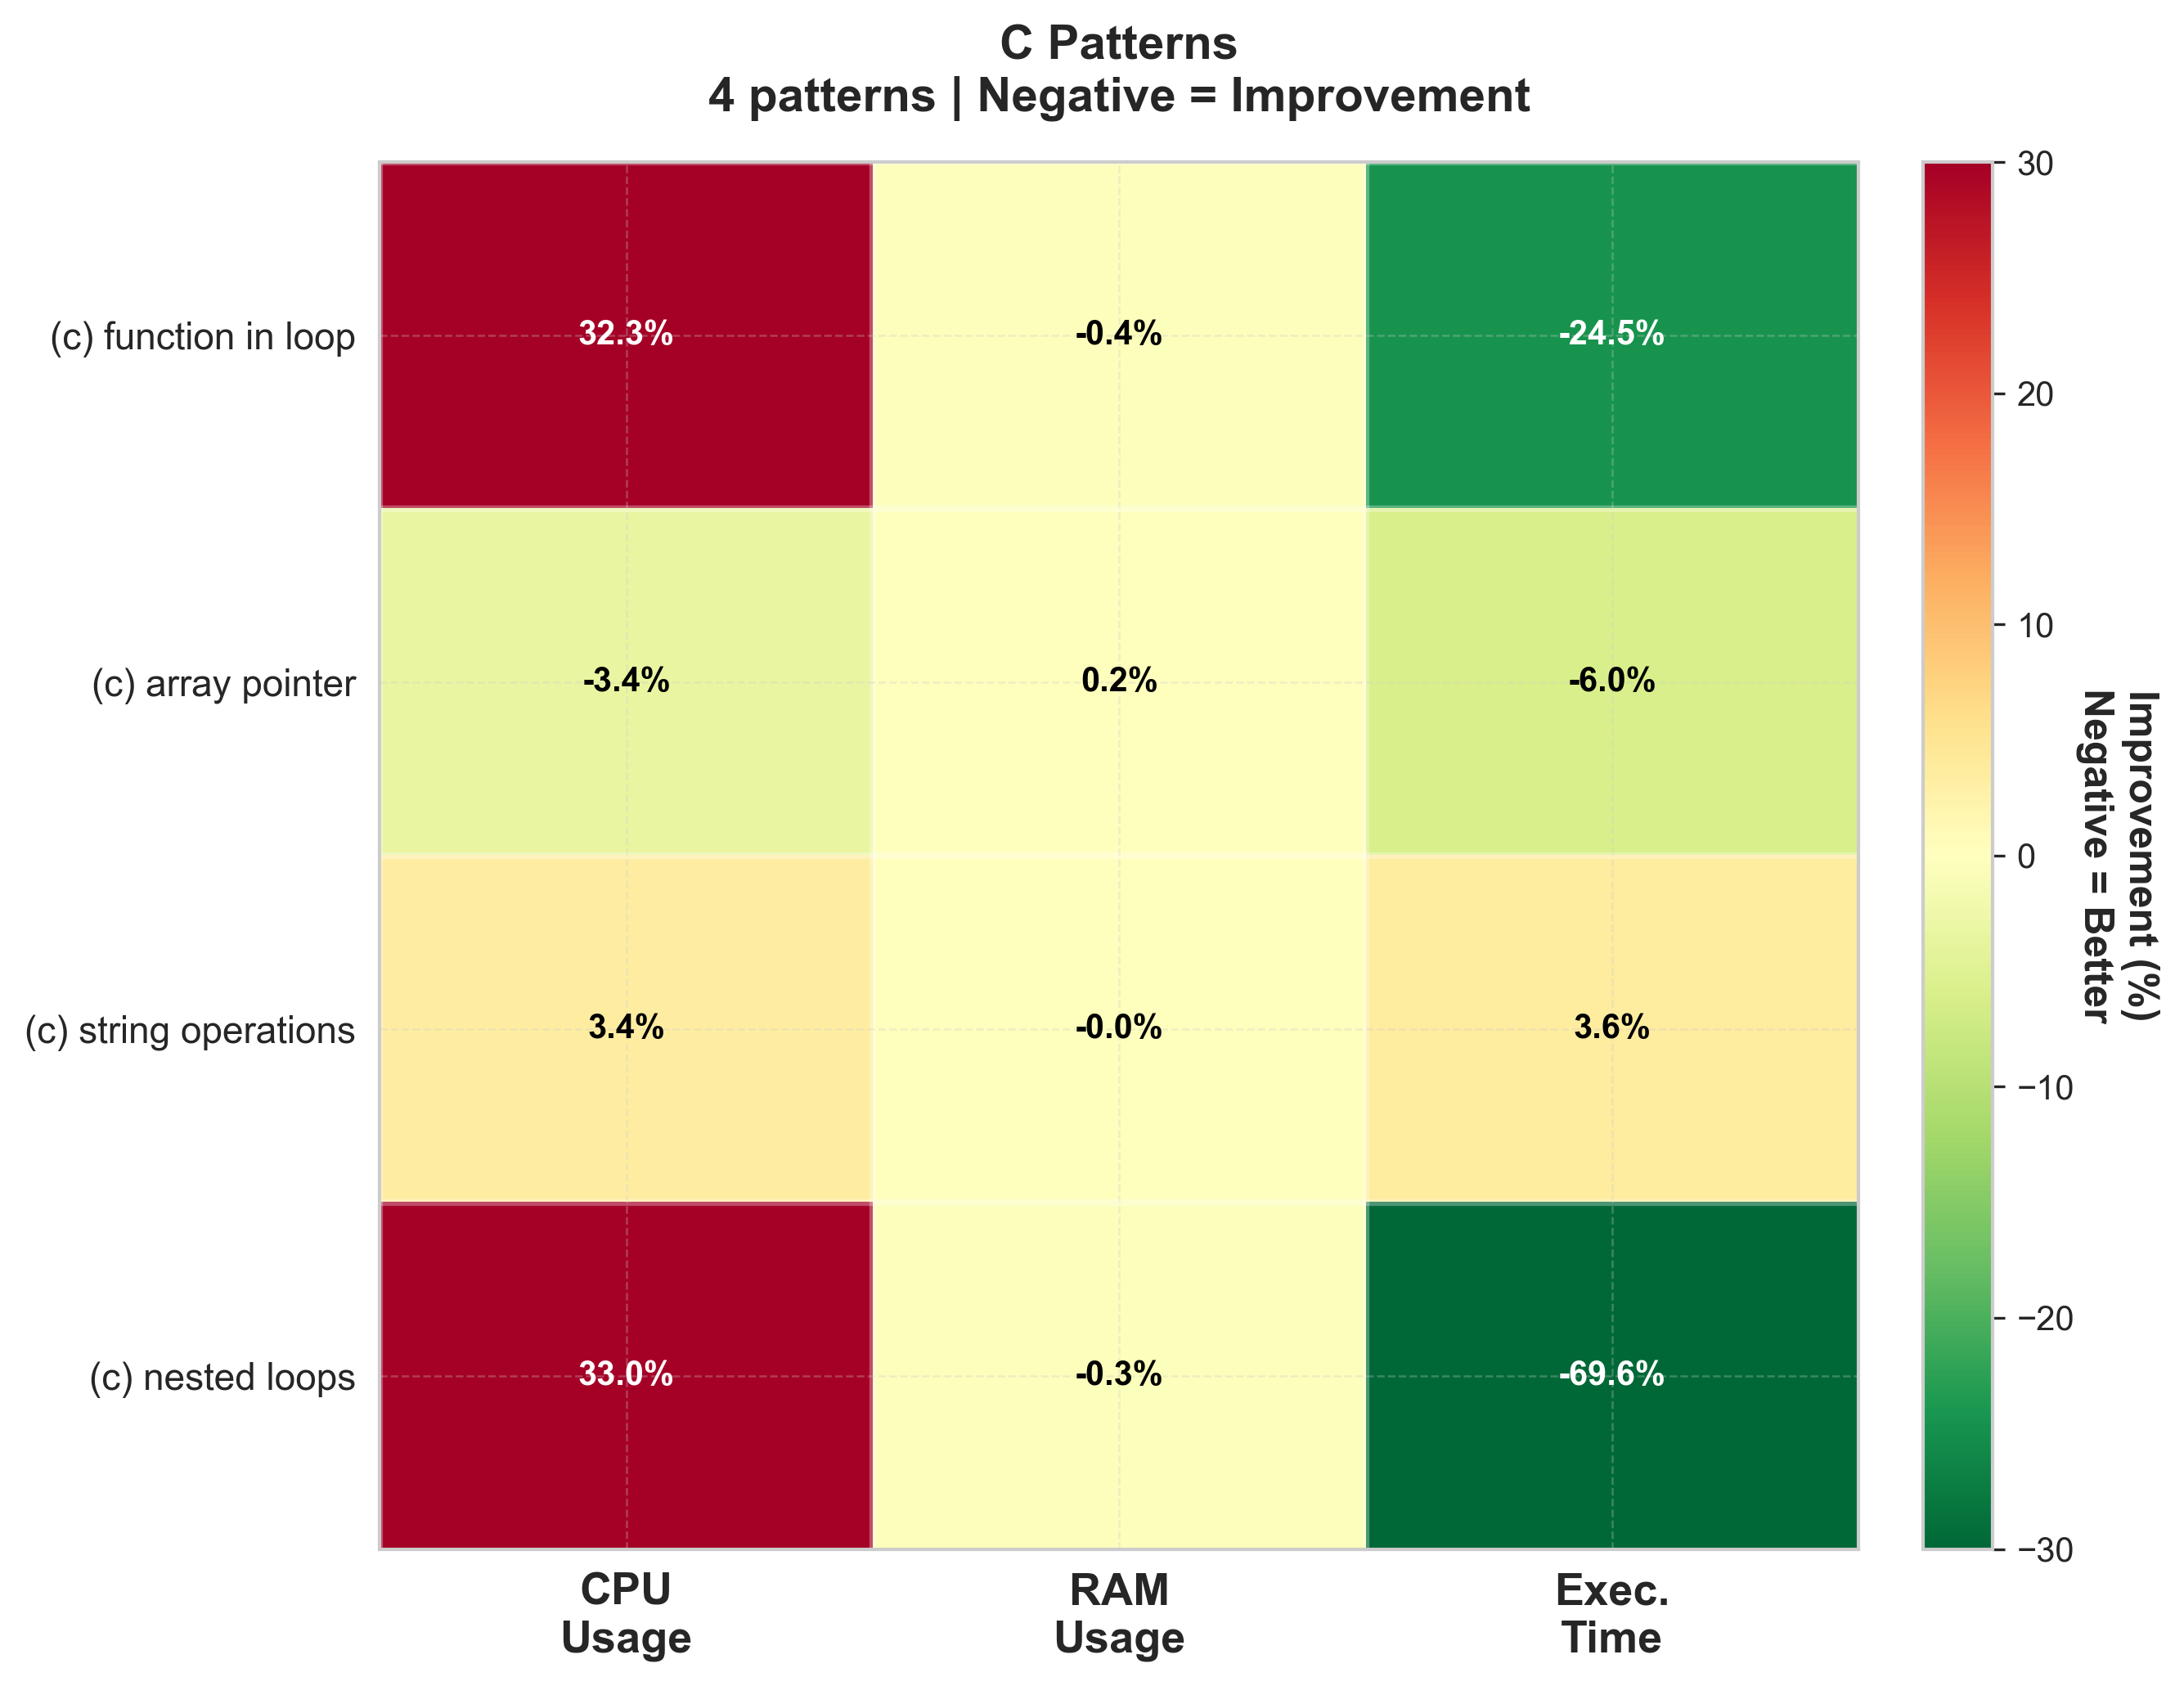 C Patterns
4 patterns | Negative = Improvement
(c) function in loop
32.3%
-0.4%
-24.5%
(c) array pointer
-3.4%
0.2%
-6.0%
(c) string operations
3.4%
-0.0%
3.6%
(c) nested loops
33.0%
-0.3%
-69.6%
CPU
Usage
RAM
Usage
Exec.
Time
30
20
10
0
−10
−20
−30
Improvement (%)
Negative = Better